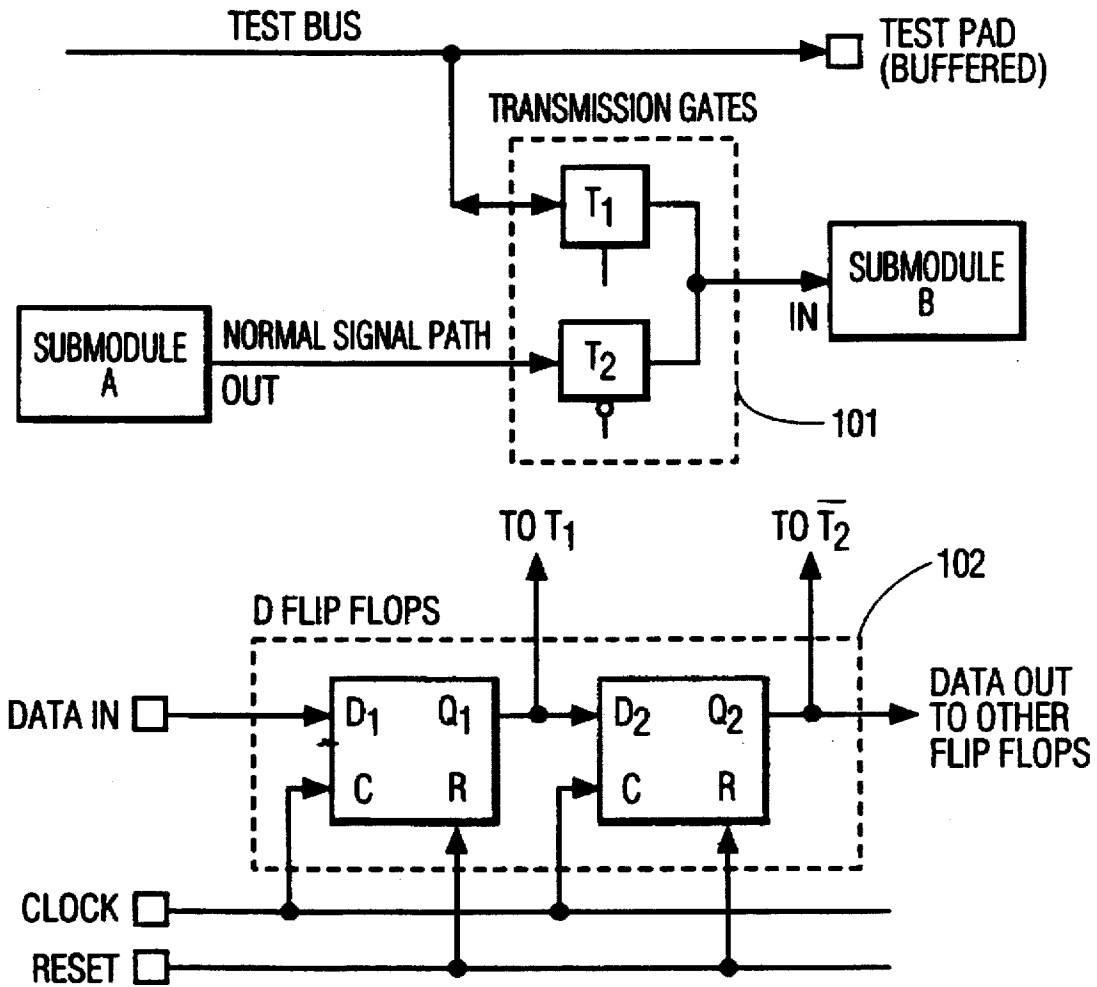 TEST BUS
TEST PAD
(BUFFERED)
TRANSMISSION GATES
T1
SUBMODULE
B
IN
SUBMODULE
A
NORMAL SIGNAL PATH
OUT
T2
101
TO T1
TO T̅2̅
102
D FLIP FLOPS
DATA IN
D1 Q1
C R
D2 Q2
C R
DATA OUT
TO OTHER
FLIP FLOPS
CLOCK
RESET